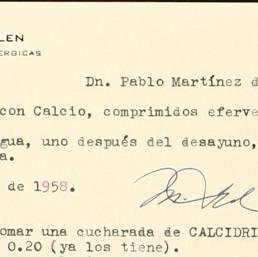 LEN
ERGICAS
Dn. Pablo Martínez d
con Calcio, comprimidos eferve
gua, uno después del desayuno,
a.
de 1958.
omar una cucharada de CALCIDRI
0.20 (ya los tiene).